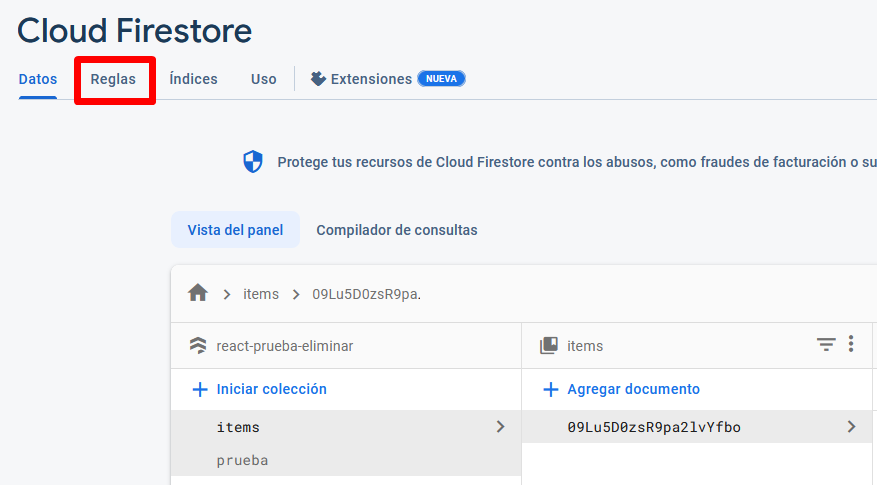 Cloud Firestore
Datos Reglas Índices Uso Extensiones NUEVA
Protege tus recursos de Cloud Firestore contra los abusos, como fraudes de facturación o su
Vista del panel Compilador de consultas
items 09Lu5D0zsR9pa.
react-prueba-eliminar items
Iniciar colección Agregar documento
items 09Lu5D0zsR9pa2lvYfbo
prueba